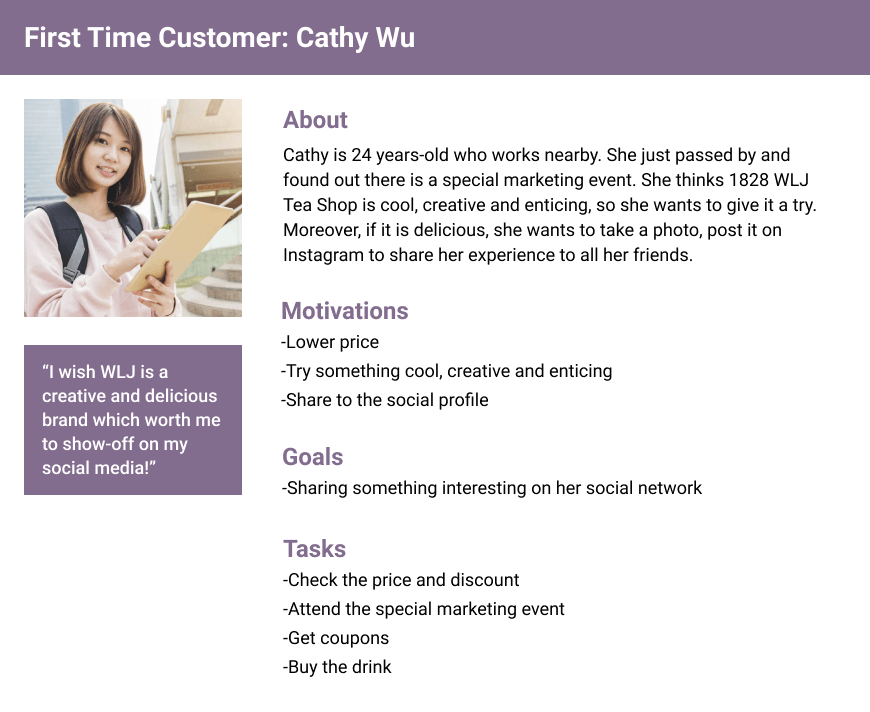 First Time Customer: Cathy Wu
About
Cathy is 24 years-old who works nearby. She just passed by and
found out there is a special marketing event. She thinks 1828 WLJ
Tea Shop is cool, creative and enticing, so she wants to give it a try.
Moreover, if it is delicious, she wants to take a photo, post it on
Instagram to share her experience to all her friends.
Motivations
-Lower price
-Try something cool, creative and enticing
-Share to the social profile
“I wish WLJ is a
creative and delicious
brand which worth me
to show-off on my
social media!”
Goals
-Sharing something interesting on her social network
Tasks
-Check the price and discount
-Attend the special marketing event
-Get coupons
-Buy the drink